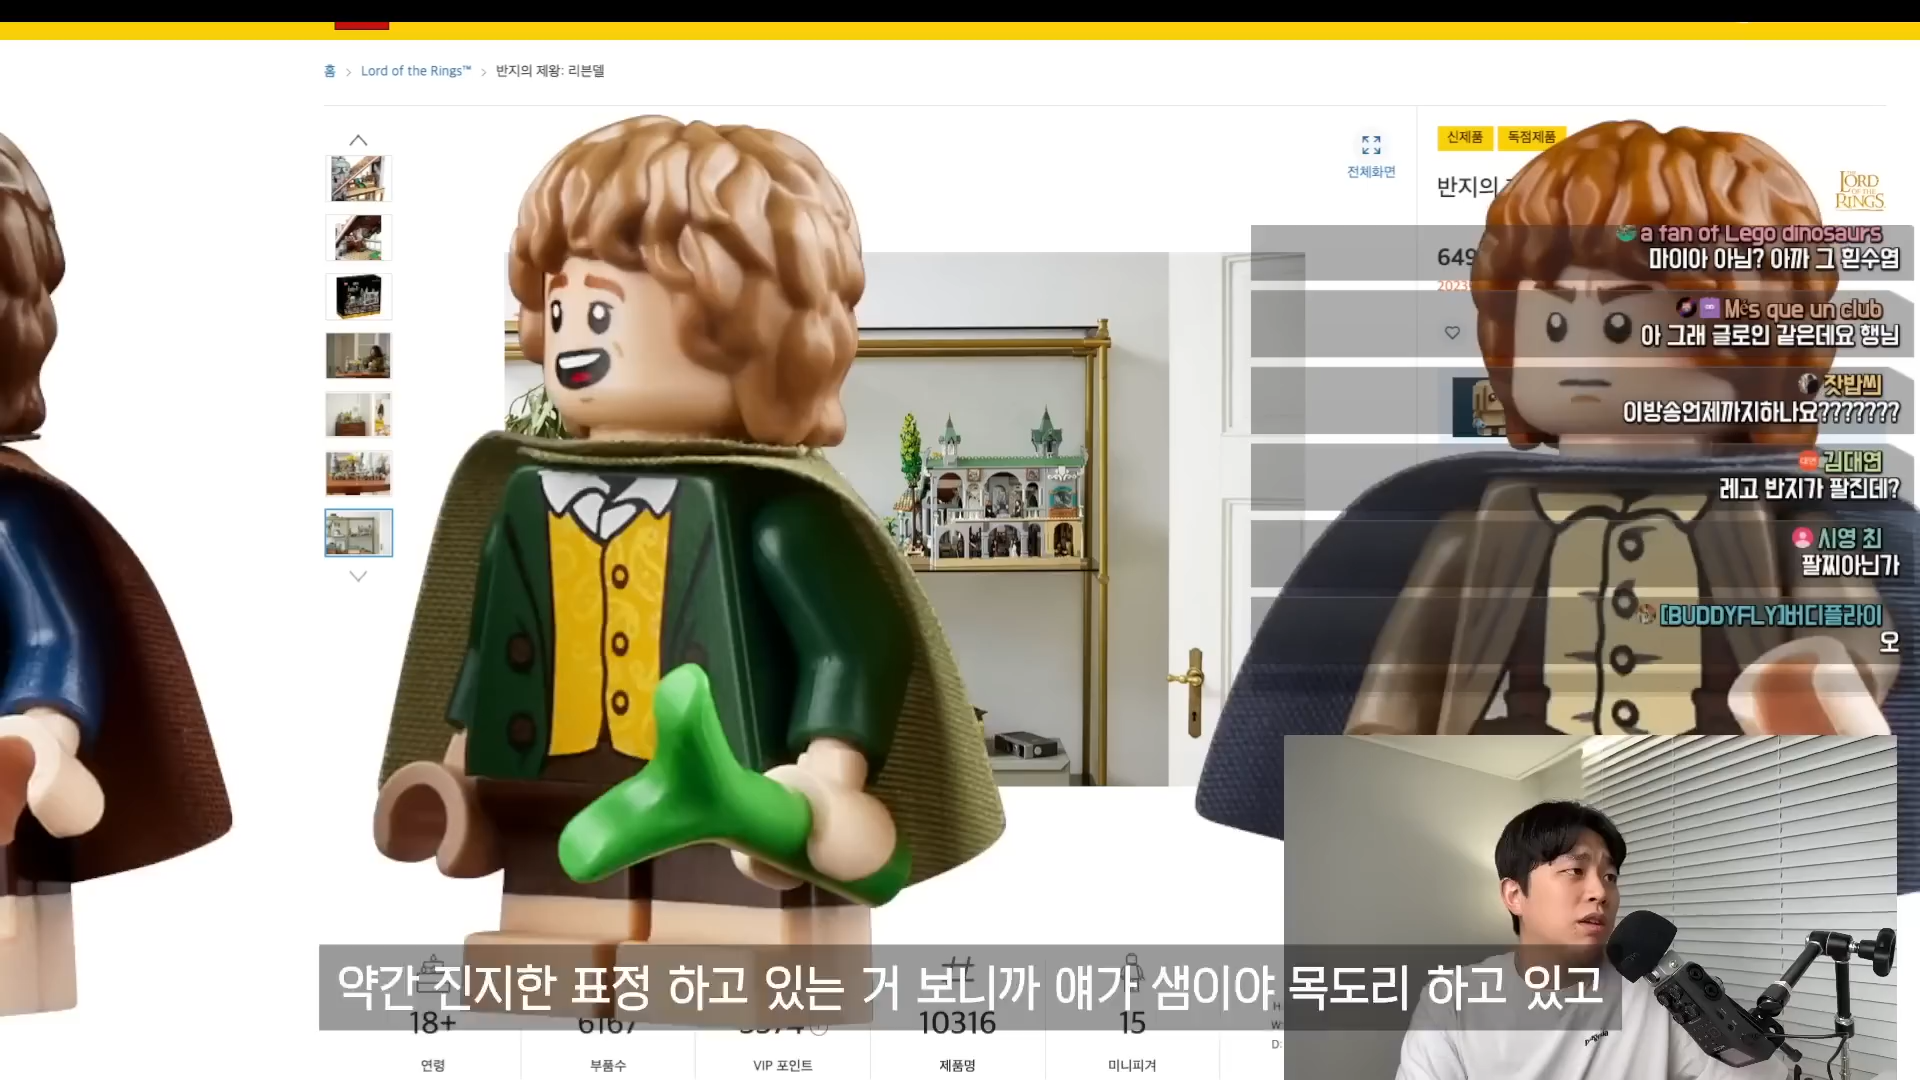 홈 > Lord of the Rings™ > 반지의 제왕: 리븐델
전체화면
신제품 독점제품
반지의
THE LORD OF THE RINGS
649
2023
a fan of Lego dinosaurs
마이아 아님? 아까 그 흰수염
Més que un club
아 그래 글로인 같은데요 행님
잣밥씨
이방송언제까지하나요???????
김대연
레고 반지가 팔진데?
시영 최
팔찌아닌가
[BUDDYFLY]버디플라이
오
약간 진지한 표정 하고 있는 거 보니까 얘가 샘이야 목도리 하고 있고
18+ 6167 10316 15
연령 부품수 VIP 포인트 제품명 미니피겨
W:
D: